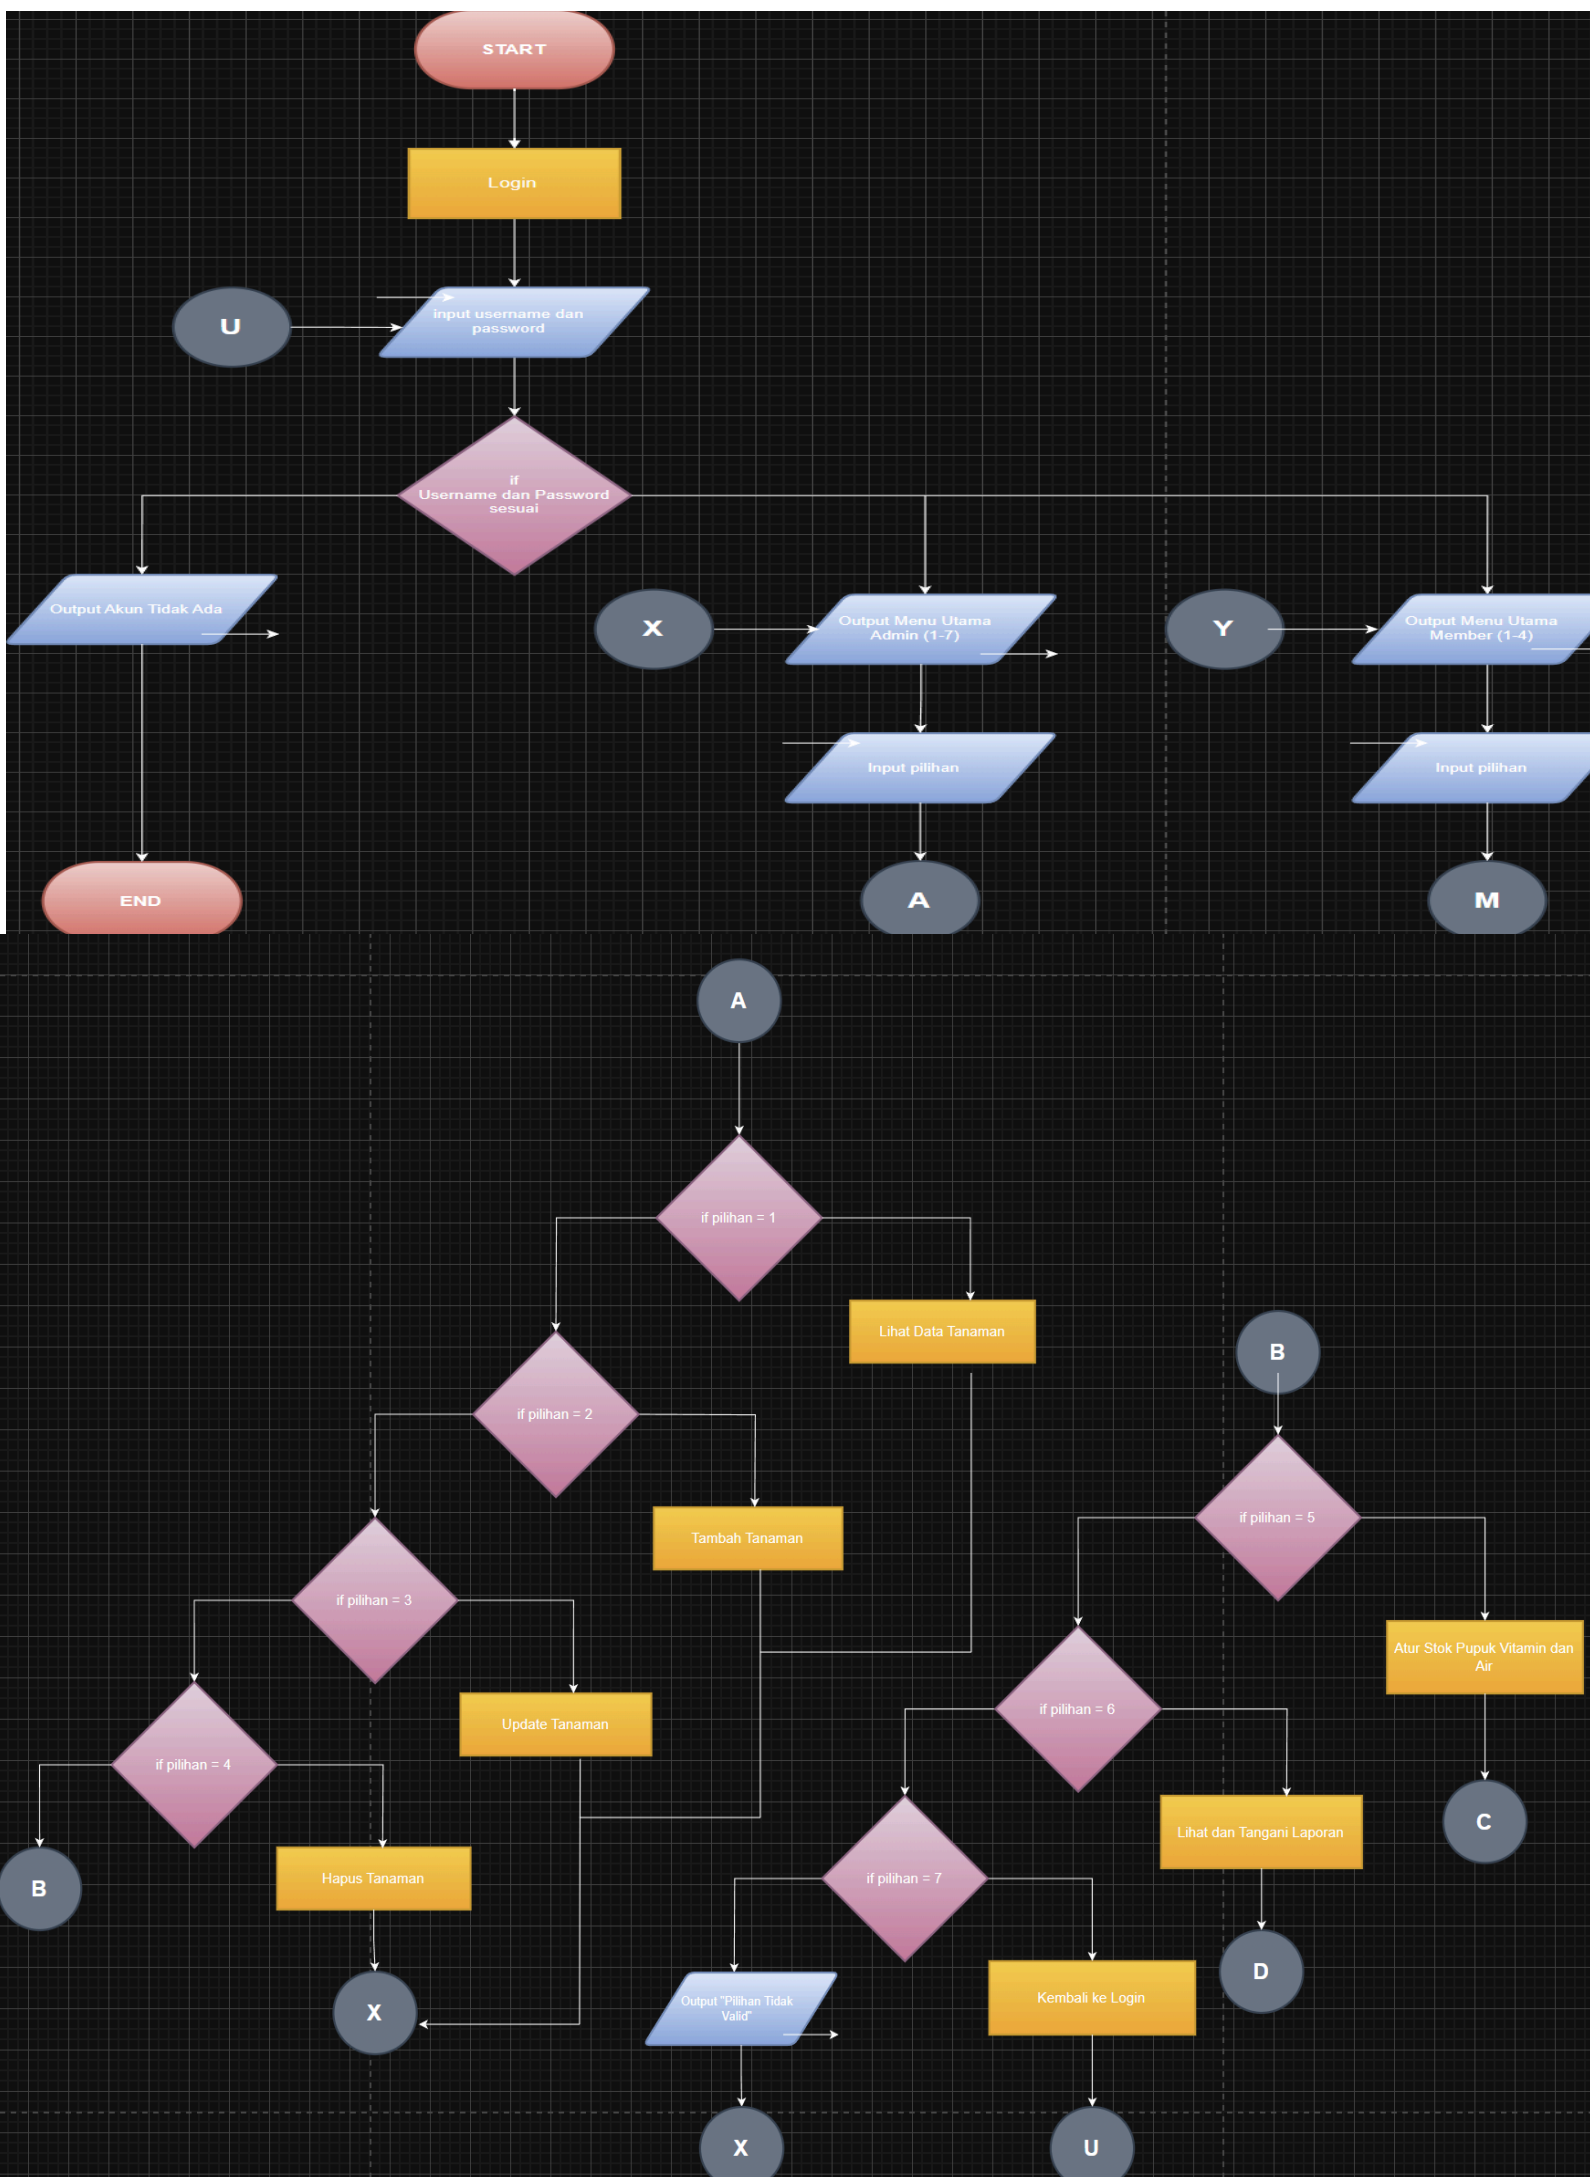 START
Login
U
input username dan
password
if
Username dan Password
sesuai
Output Akun Tidak Ada
X
Output Menu Utama
Admin (1-7)
Y
Output Menu Utama
Member (1-4)
Input pilihan
Input pilihan
END
A
M
A
if pilihan = 1
Lihat Data Tanaman
if pilihan = 2
Tambah Tanaman
if pilihan = 3
Update Tanaman
if pilihan = 4
B
Hapus Tanaman
X
B
if pilihan = 5
Atur Stok Pupuk Vitamin dan
Air
C
if pilihan = 6
Lihat dan Tangani Laporan
D
if pilihan = 7
Output "Pilihan Tidak
Valid"
Kembali ke Login
X
U